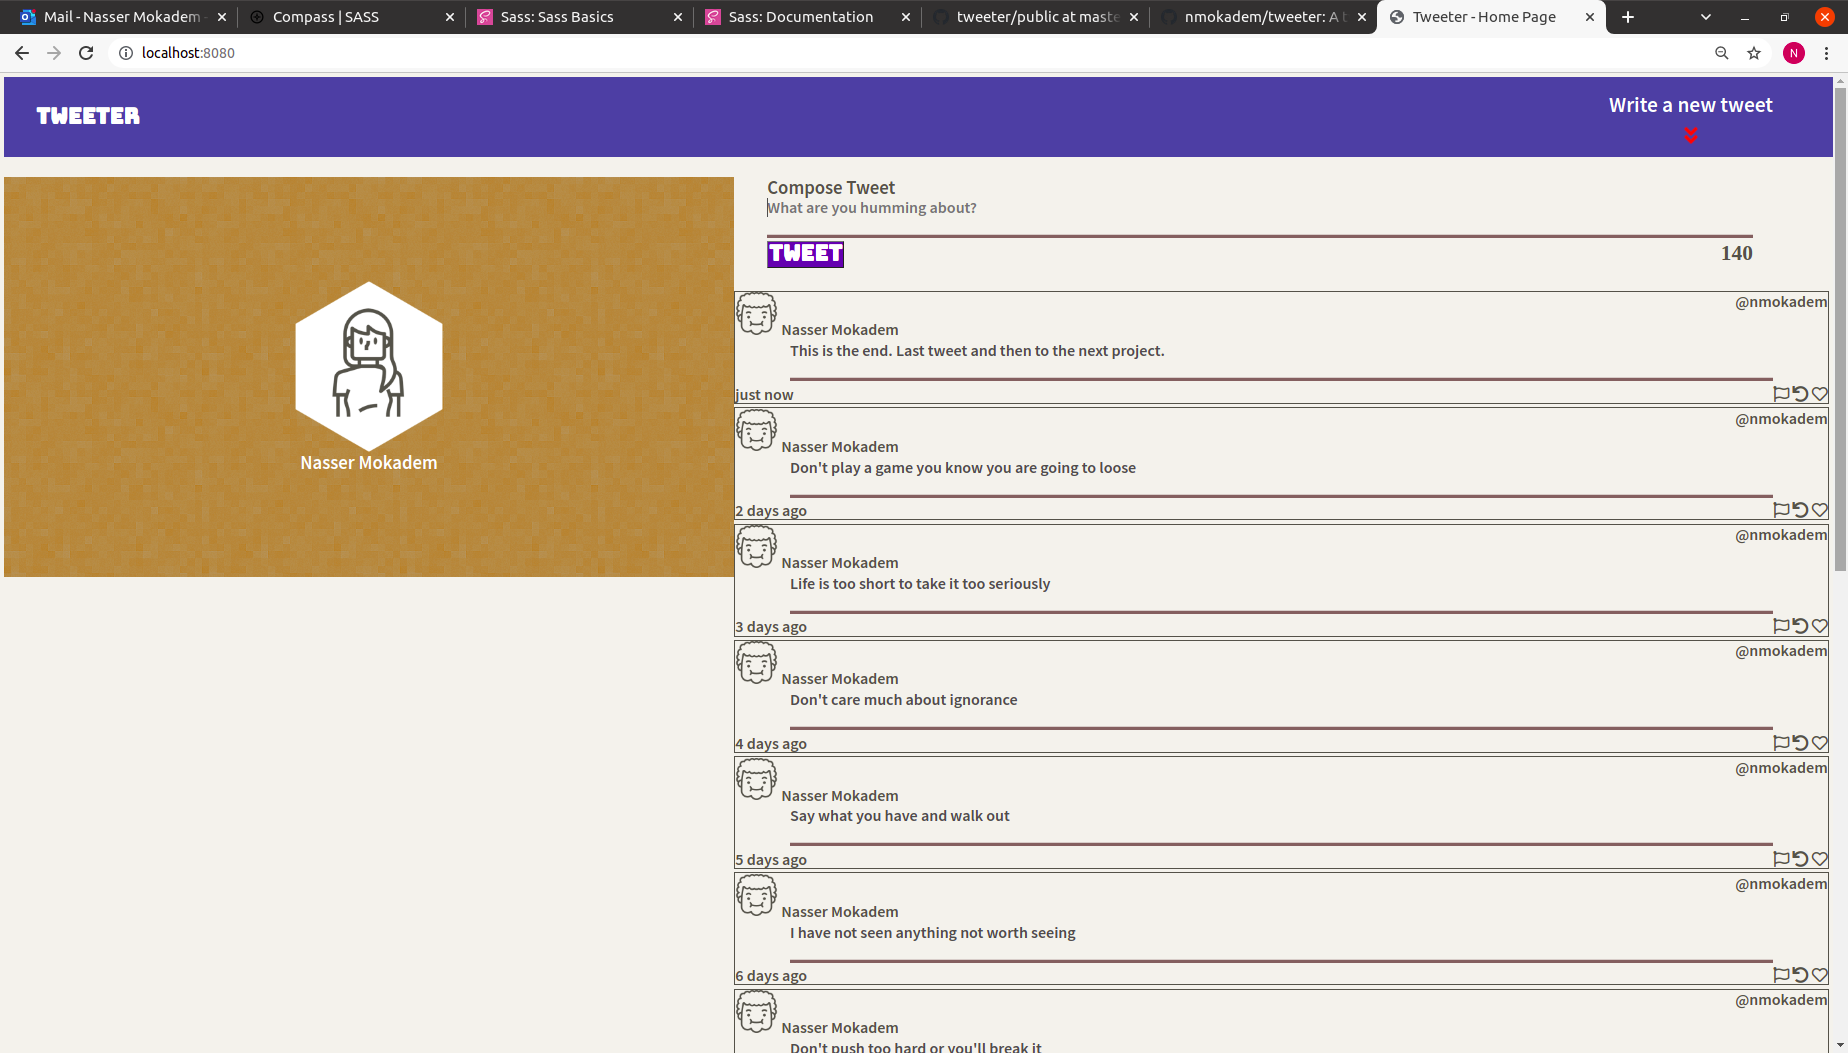 Mail - Nasser Mokadem -
Compass | SASS
Sass: Sass Basics
Sass: Documentation
tweeter/public at maste
nmokadem/tweeter: A t
Tweeter - Home Page
localhost:8080
N
TWEETER
Write a new tweet
Compose Tweet
What are you humming about?
TWEET
140
Nasser Mokadem
@nmokadem
Nasser Mokadem
This is the end. Last tweet and then to the next project.
just now
@nmokadem
Nasser Mokadem
Don't play a game you know you are going to loose
2 days ago
@nmokadem
Nasser Mokadem
Life is too short to take it too seriously
3 days ago
@nmokadem
Nasser Mokadem
Don't care much about ignorance
4 days ago
@nmokadem
Nasser Mokadem
Say what you have and walk out
5 days ago
@nmokadem
Nasser Mokadem
I have not seen anything not worth seeing
6 days ago
@nmokadem
Nasser Mokadem
Don't push too hard or you'll break it